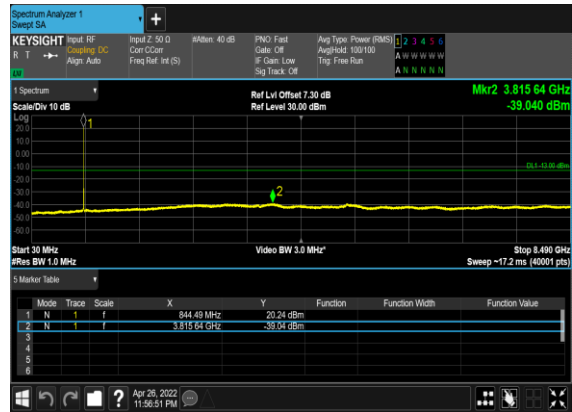 Spectrum Analyzer 1
Swept SA
KEYSIGHT Input: RF Input Z: 50 Ω #Atten: 40 dB PNO: Fast Avg Type: Power (RMS) 1 2 3 4 5 6
R T Coupling: DC Corr CCorr Gate: Off Avg|Hold: 100/100 A W W W W W
Align: Auto Freq Ref: Int (S) IF Gain: Low Trig: Free Run
Sig Track: Off A N N N N N
1 Spectrum Ref Lvl Offset 7.30 dB Mkr2 3.815 64 GHz
Scale/Div 10 dB Ref Level 30.00 dBm -39.040 dBm
Log
1
20.0
10.0
0.00
-10.0
DL1 -13.00 dBm
-20.0
-30.0
2
-40.0
-50.0
-60.0
Start 30 MHz Video BW 3.0 MHz* Stop 8.490 GHz
#Res BW 1.0 MHz Sweep ~17.2 ms (40001 pts)
5 Marker Table
Mode Trace Scale X Y Function Function Width Function Value
1 N 1 f 844.49 MHz 20.24 dBm
2 N 1 f 3.815 64 GHz -39.04 dBm
3
4
5
6
? Apr 26, 2022
11:56:51 PM